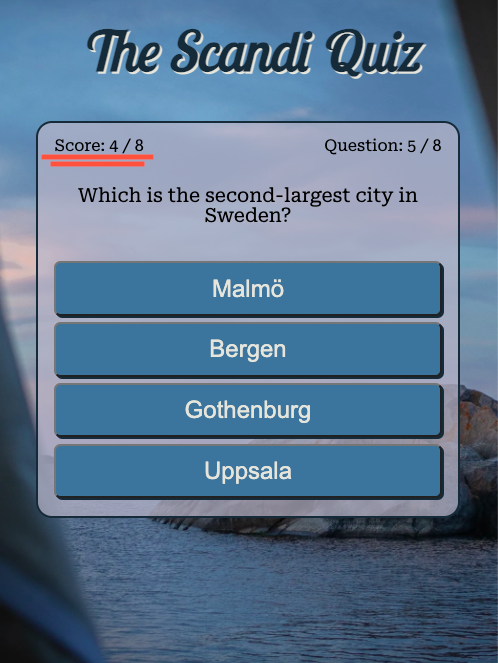 The Scandi Quiz
Score: 4 / 8
Question: 5 / 8
Which is the second-largest city in
Sweden?
Malmö
Bergen
Gothenburg
Uppsala